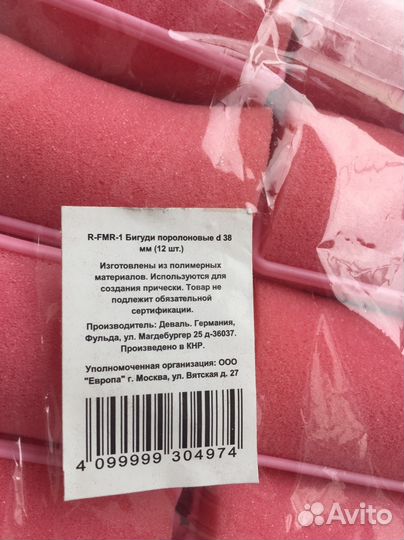 R-FMR-1 Бигуди поролоновые d 38
мм (12 шт.)
Изготовлены из полимерных
материалов. Используются для
создания прически. Товар не
подлежит обязательной
сертификации.
Производитель: Деваль. Германия,
Фульда, ул. Магдебургер 25 д-36037.
Произведено в КНР.
Уполномоченная организация: ООО
"Европа" г. Москва, ул. Вятская д. 27
4 099999 304974
Avito